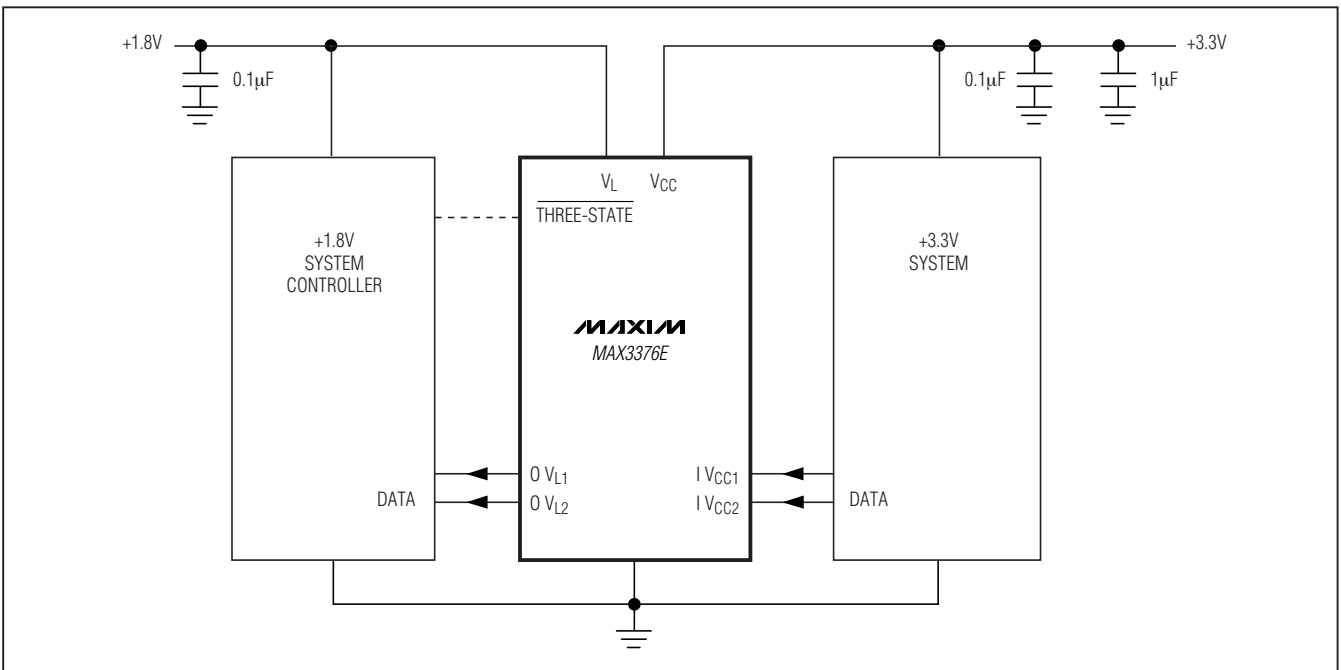 +1.8V
+3.3V
0.1µF
0.1µF
1µF
VL
VCC
THREE-STATE
+1.8V
SYSTEM
CONTROLLER
+3.3V
SYSTEM
MAXIM
MAX3376E
O VL1
I VCC1
DATA
O VL2
I VCC2
DATA